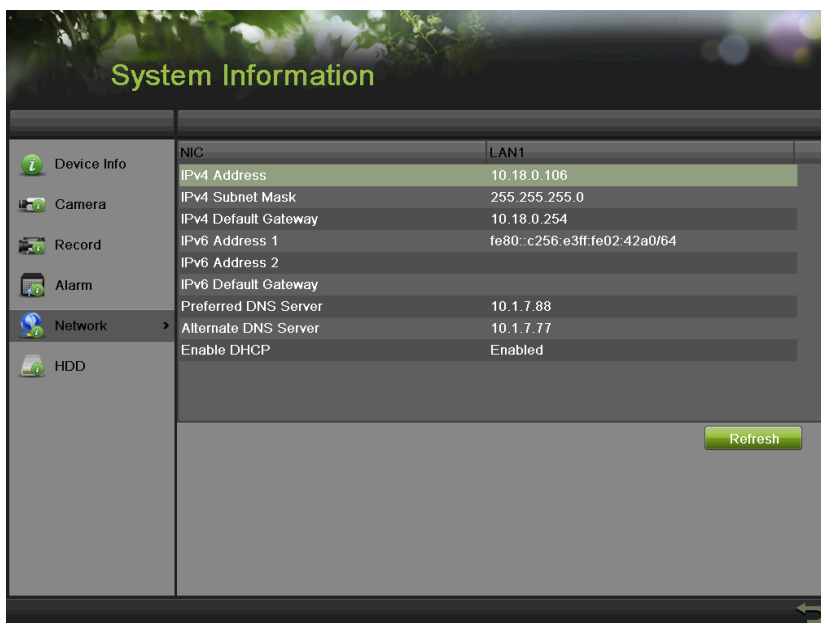 System Information
Device Info
Camera
Record
Alarm
Network >
HDD
NIC LAN1
IPv4 Address 10.18.0.106
IPv4 Subnet Mask 255.255.255.0
IPv4 Default Gateway 10.18.0.254
IPv6 Address 1 fe80::c256:e3ff:fe02:42a0/64
IPv6 Address 2
IPv6 Default Gateway
Preferred DNS Server 10.1.7.88
Alternate DNS Server 10.1.7.77
Enable DHCP Enabled
Refresh